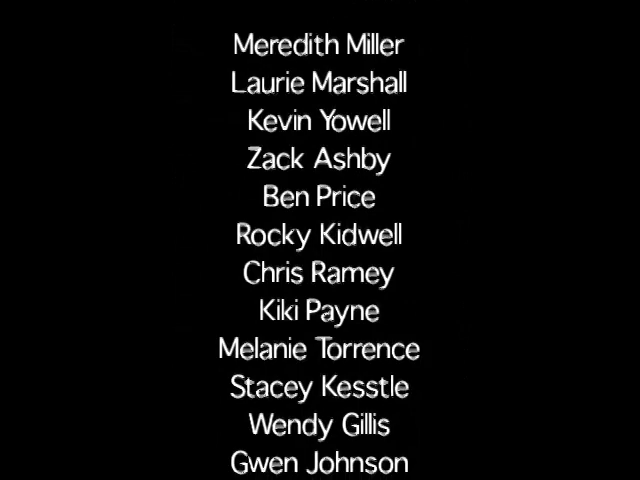 Meredith Miller
Laurie Marshall
Kevin Yowell
Zack Ashby
Ben Price
Rocky Kidwell
Chris Ramey
Kiki Payne
Melanie Torrence
Stacey Kesstle
Wendy Gillis
Gwen Johnson